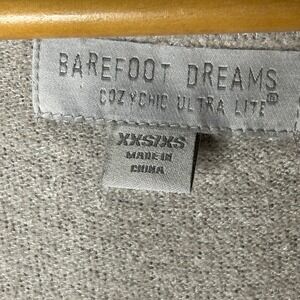 BAREFOOT DREAMS
COZYCHIC ULTRA LITE®
XXS/XS
MADE IN
CHINA